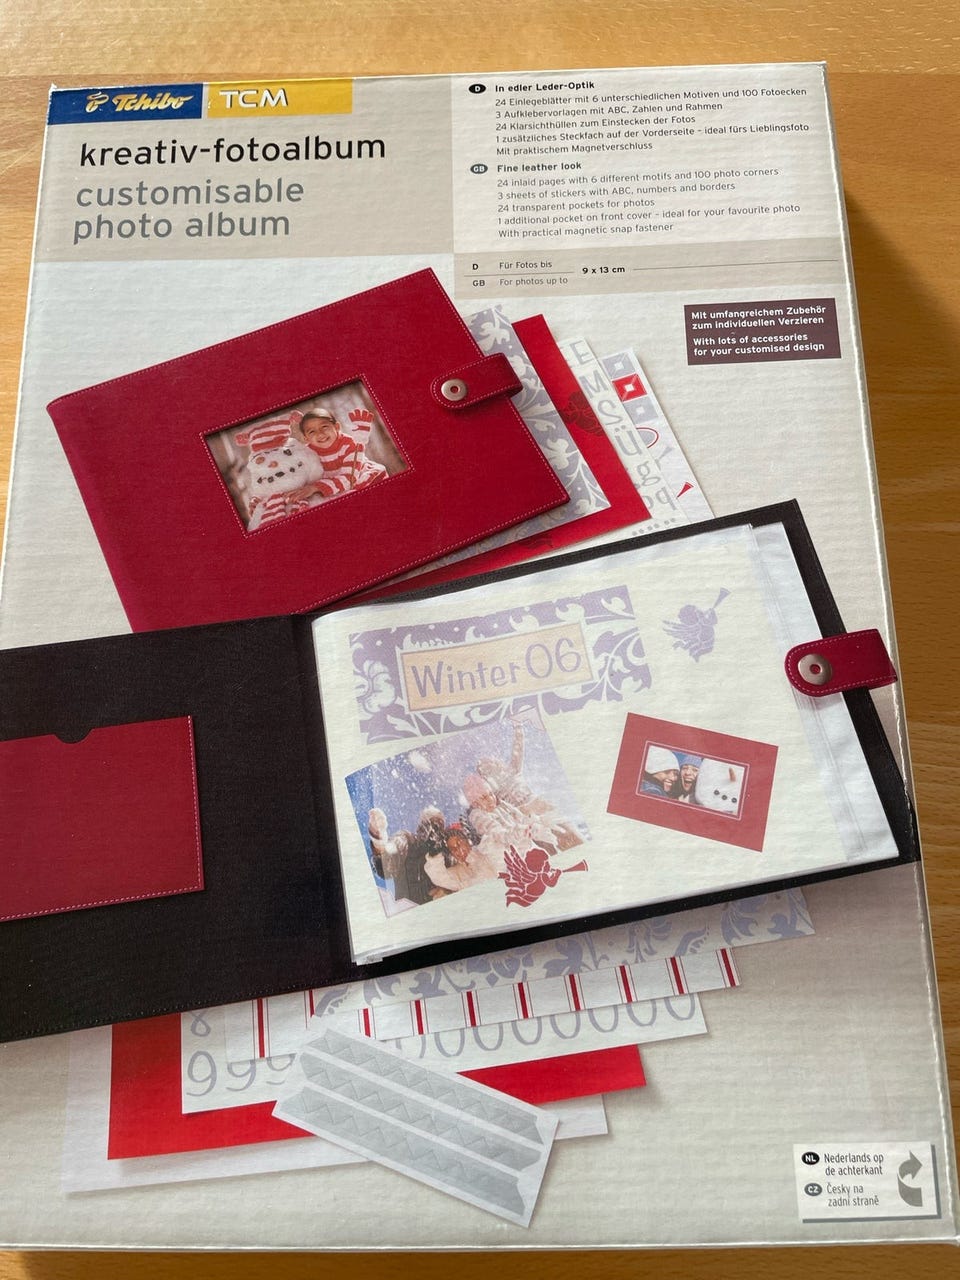 Tchibo TCM
kreativ-fotoalbum
customisable
photo album
D In edler Leder-Optik
24 Einlegeblätter mit 6 unterschiedlichen Motiven und 100 Fotoecken
3 Aufklebervorlagen mit ABC, Zahlen und Rahmen
24 Klarsichthüllen zum Einstecken der Fotos
1 zusätzliches Steckfach auf der Vorderseite – ideal fürs Lieblingsfoto
Mit praktischem Magnetverschluss
GB Fine leather look
24 inlaid pages with 6 different motifs and 100 photo corners
3 sheets of stickers with ABC, numbers and borders
24 transparent pockets for photos
1 additional pocket on front cover – ideal for your favourite photo
With practical magnetic snap fastener
D Für Fotos bis
9 x 13 cm
GB For photos up to
Mit umfangreichem Zubehör
zum individuellen Verzieren
With lots of accessories
for your customised design
E
M
Winter 06
8
999 00000000
NL Nederlands op
de achterkant
CZ Česky na
zadní straně